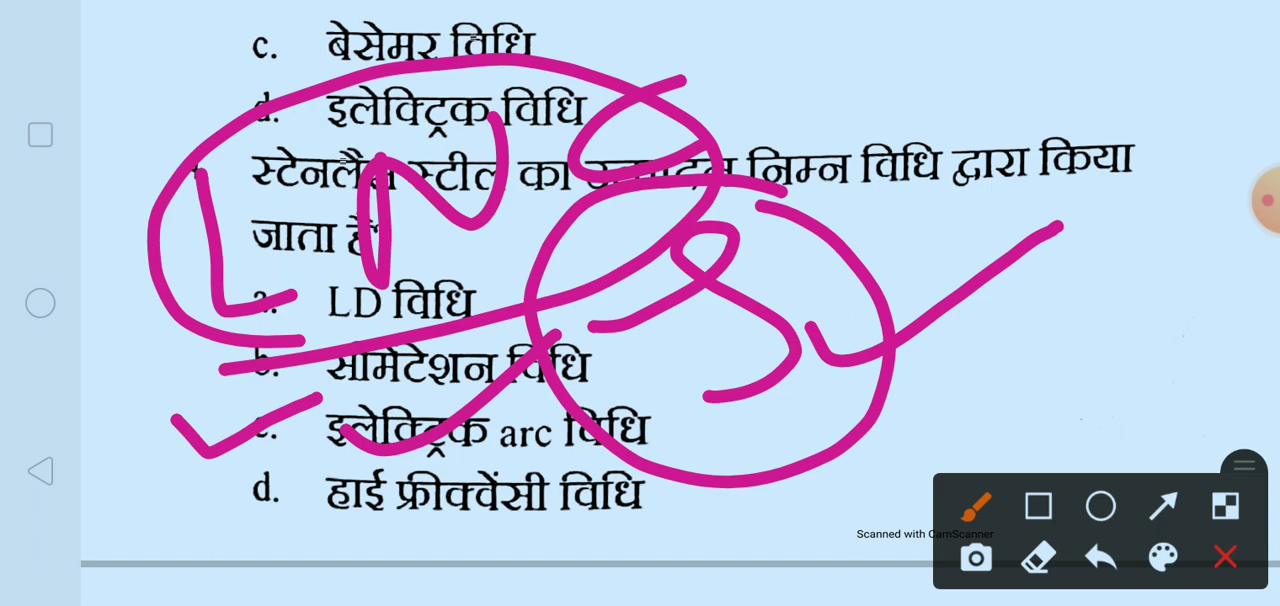 c. बेसेमर विधि
d. इलेक्ट्रिक विधि
स्टेनलैस स्टील का उत्पादन निम्न विधि द्वारा किया
जाता है
a. LD विधि
b. सीमेंटेशन विधि
c. इलेक्ट्रिक arc विधि
d. हाई फ्रीक्वेंसी विधि
Scanned with CamScanner